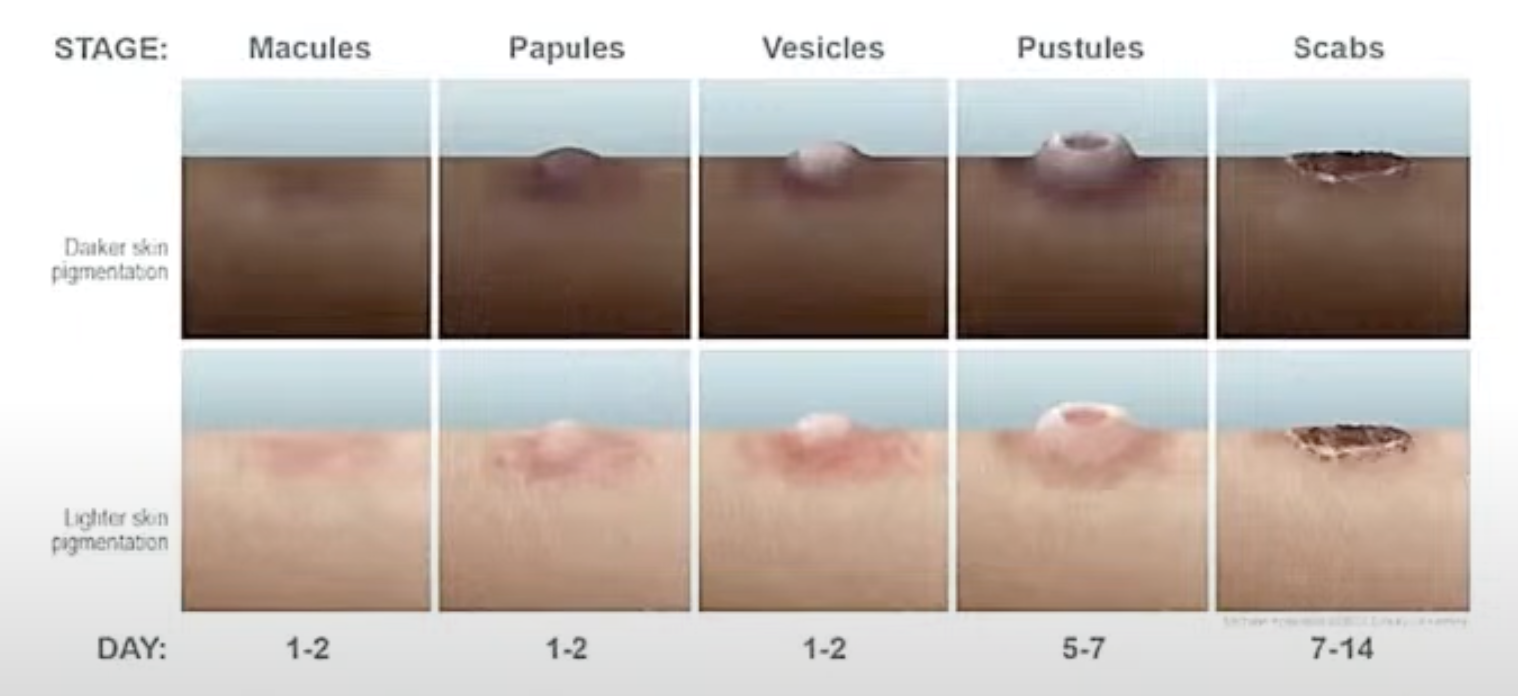 STAGE: Macules Papules Vesicles Pustules Scabs
Darker skin
pigmentation
Lighter skin
pigmentation
DAY: 1-2 1-2 1-2 5-7 7-14